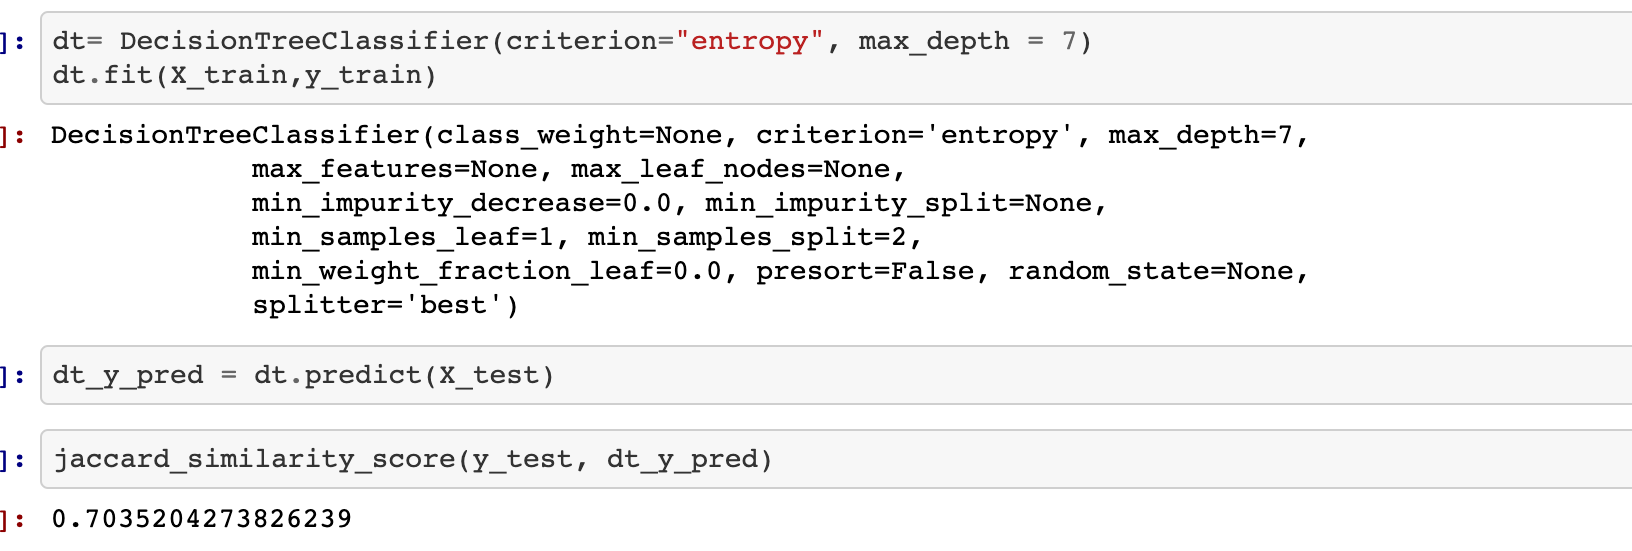 ]: dt= DecisionTreeClassifier(criterion="entropy", max_depth = 7)
dt.fit(X_train,y_train)
]: DecisionTreeClassifier(class_weight=None, criterion='entropy', max_depth=7,
max_features=None, max_leaf_nodes=None,
min_impurity_decrease=0.0, min_impurity_split=None,
min_samples_leaf=1, min_samples_split=2,
min_weight_fraction_leaf=0.0, presort=False, random_state=None,
splitter='best')
]: dt_y_pred = dt.predict(X_test)
]: jaccard_similarity_score(y_test, dt_y_pred)
]: 0.7035204273826239